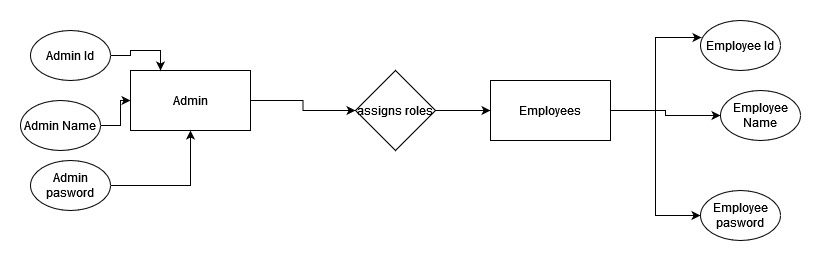 Admin Id
Admin
Admin Name
Admin
pasword
assigns roles
Employees
Employee Id
Employee
Name
Employee
pasword